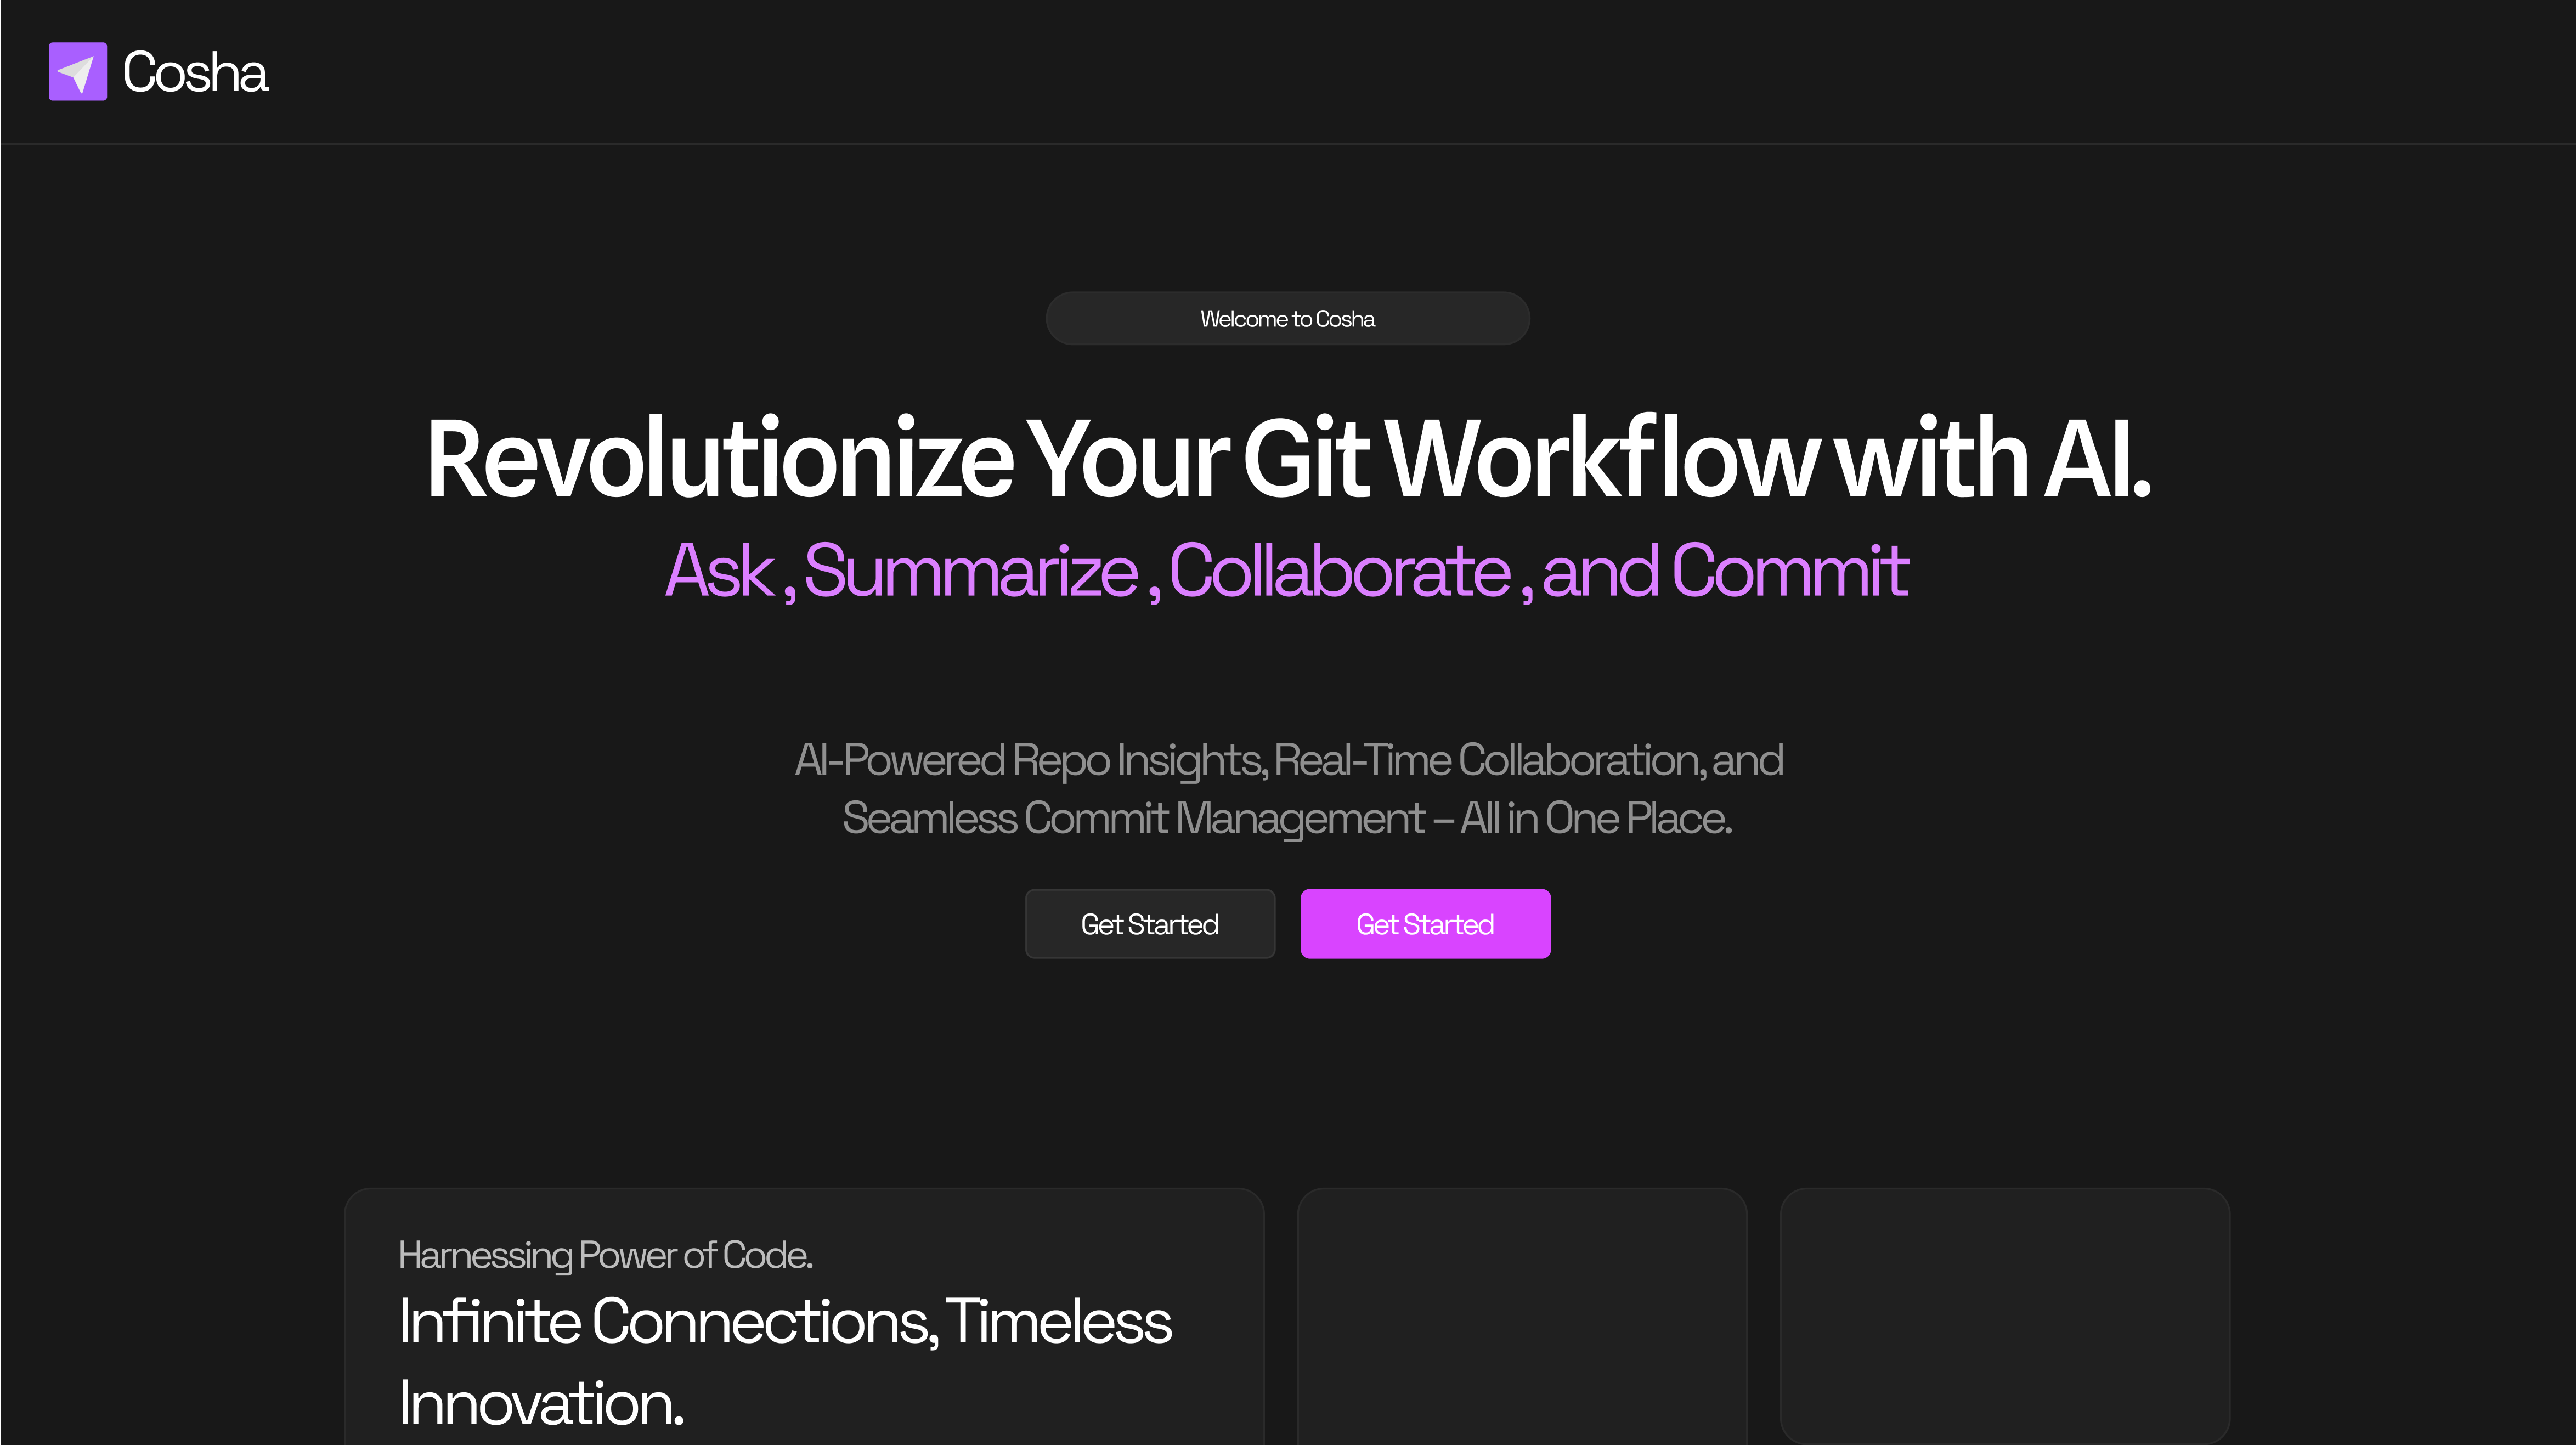 Cosha
Welcome to Cosha
Revolutionize Your Git Workflow with AI.
Ask , Summarize , Collaborate , and Commit
AI-Powered Repo Insights, Real-Time Collaboration, and
Seamless Commit Management – All in One Place.
Get Started
Get Started
Harnessing Power of Code.
Infinite Connections, Timeless
Innovation.